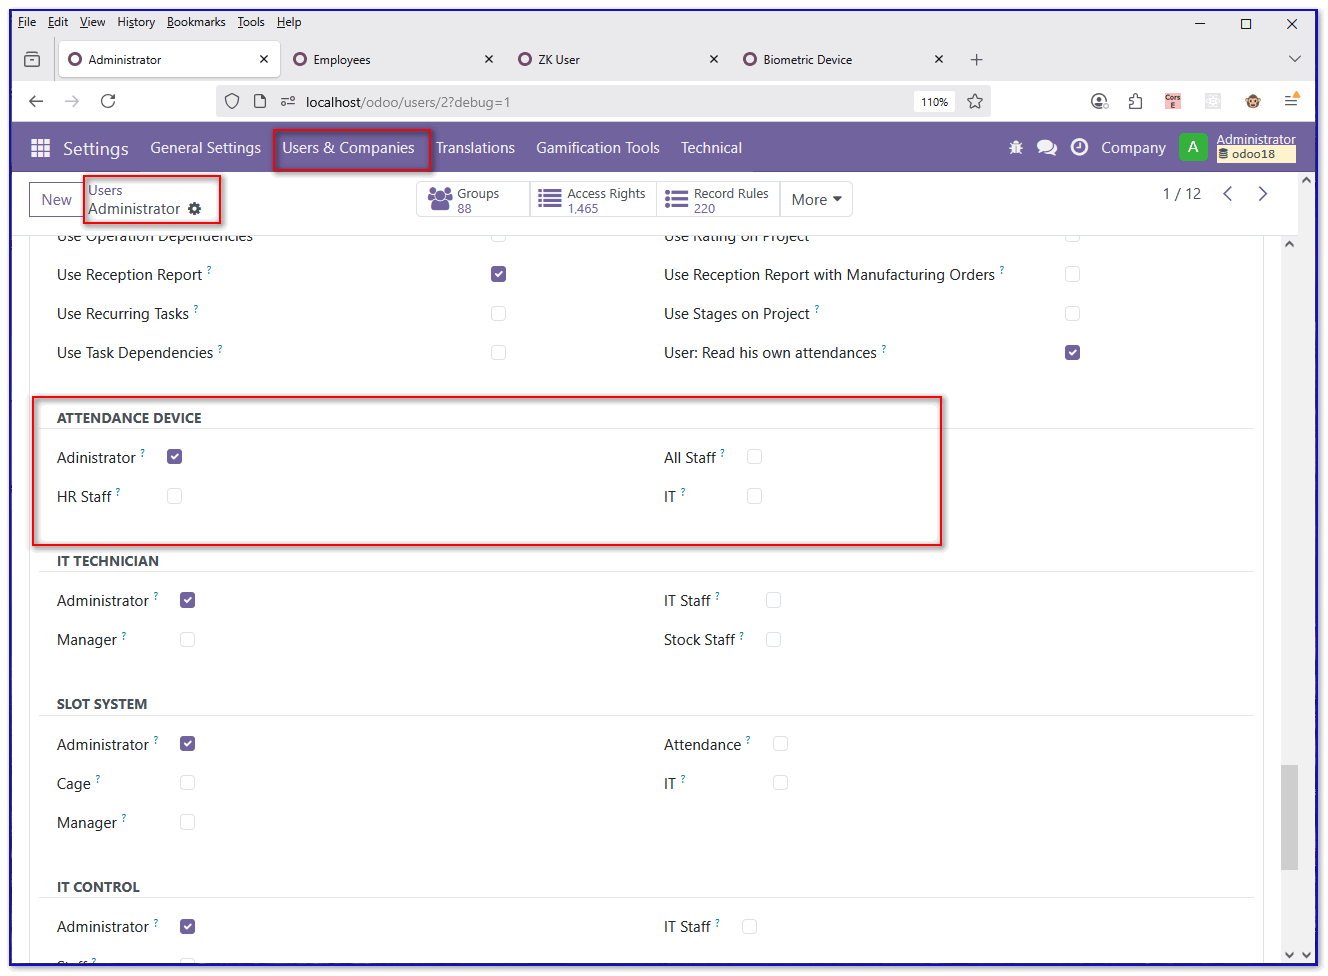 File Edit View History Bookmarks Tools Help
Administrator Employees ZK User Biometric Device
localhost/odoo/users/2?debug=1 110% Cors E
Settings General Settings Users & Companies Translations Gamification Tools Technical Company A Administrator
odoo18
New Users Groups Access Rights Record Rules More 1 / 12
Administrator 88 1,465 220
Use Operation Dependencies Use Rating on Project
Use Reception Report ? Use Reception Report with Manufacturing Orders ?
Use Recurring Tasks ? Use Stages on Project ?
Use Task Dependencies ? User: Read his own attendances ?
ATTENDANCE DEVICE
Adinistrator ? All Staff ?
HR Staff ? IT ?
IT TECHNICIAN
Administrator ? IT Staff ?
Manager ? Stock Staff ?
SLOT SYSTEM
Administrator ? Attendance ?
Cage ? IT ?
Manager ?
IT CONTROL
Administrator ? IT Staff ?